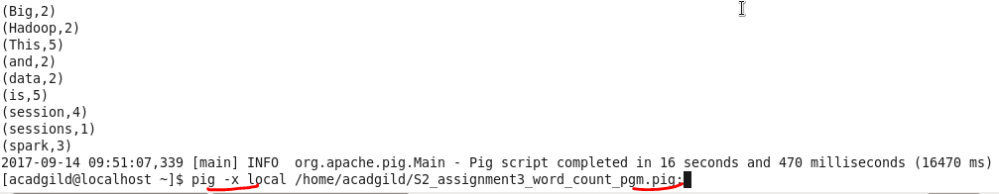 (Big,2)
(Hadoop,2)
(This,5)
(and,2)
(data,2)
(is,5)
(session,4)
(sessions,1)
(spark,3)
2017-09-14 09:51:07,339 [main] INFO  org.apache.pig.Main - Pig script completed in 16 seconds and 470 milliseconds (16470 ms)
[acadgild@localhost ~]$ pig -x local /home/acadgild/S2_assignment3_word_count_pgm.pig;